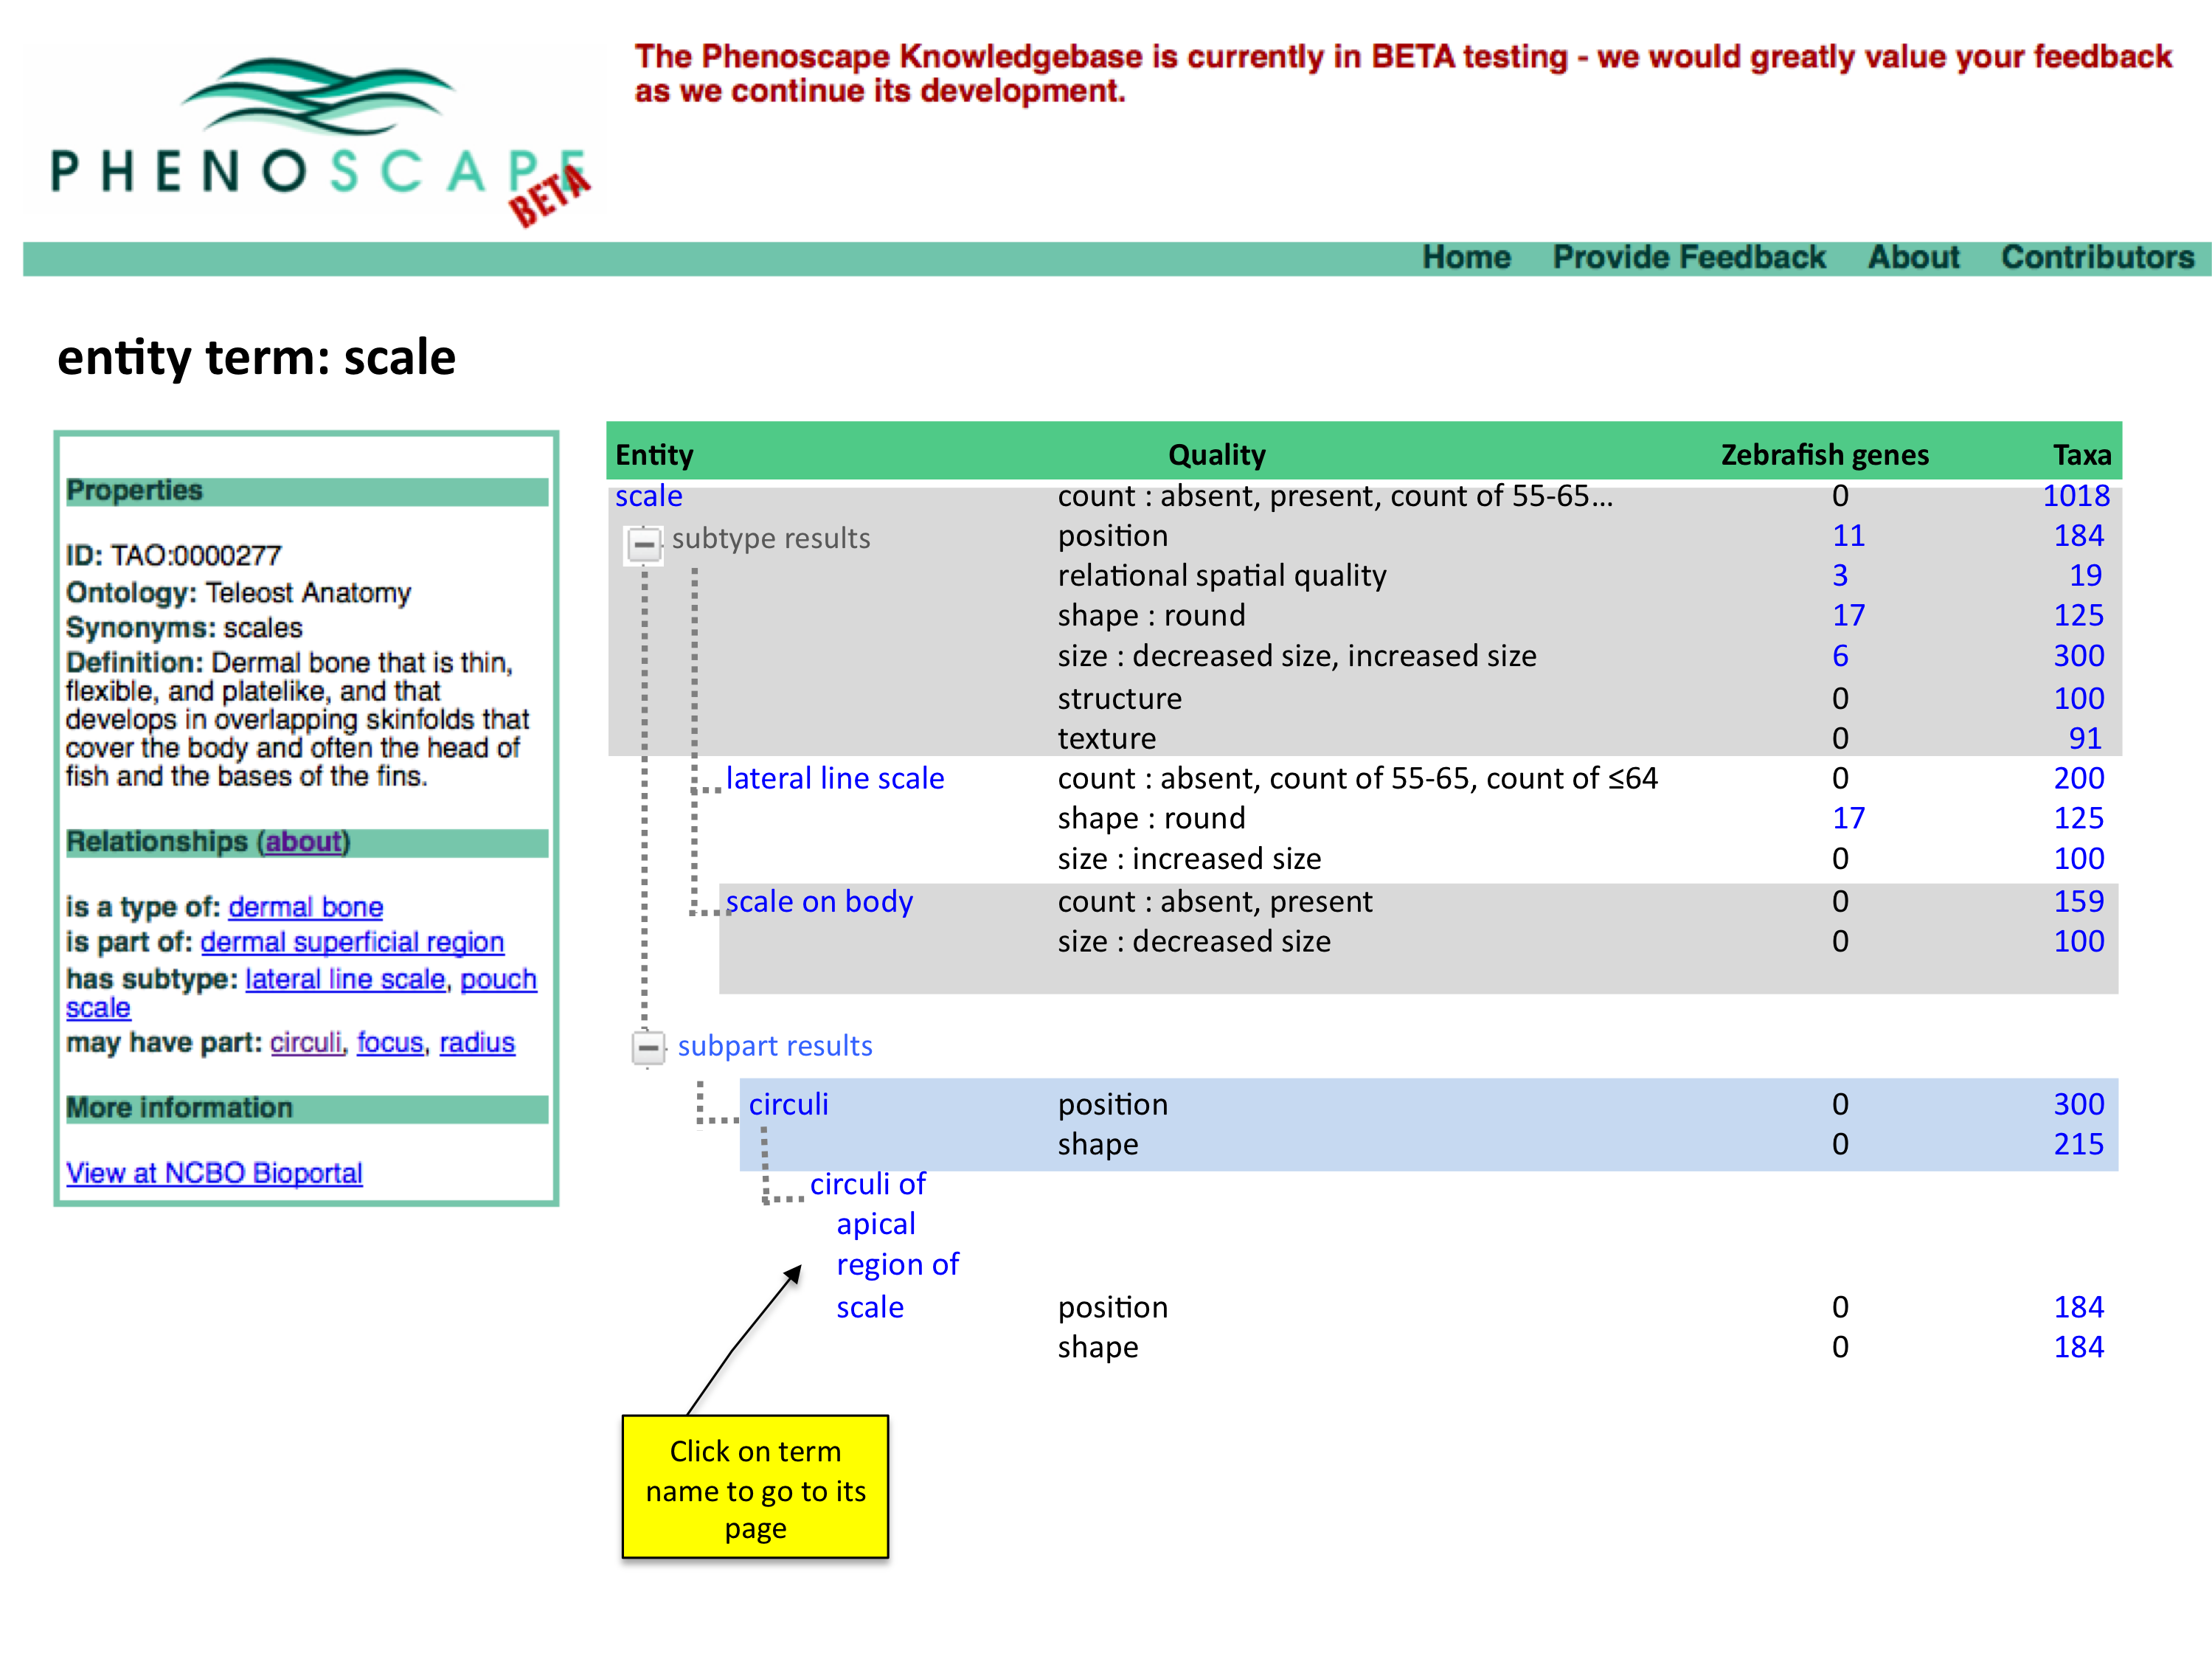 The Phenoscape Knowledgebase is currently in BETA testing - we would greatly value your feedback
as we continue its development.
PHENOSCAPE
BETA
Home Provide Feedback About Contributors
entity term: scale
Properties
ID: TAO:0000277
Ontology: Teleost Anatomy
Synonyms: scales
Definition: Dermal bone that is thin,
flexible, and platelike, and that
develops in overlapping skinfolds that
cover the body and often the head of
fish and the bases of the fins.
Relationships (about)
is a type of: dermal bone
is part of: dermal superficial region
has subtype: lateral line scale, pouch
scale
may have part: circuli, focus, radius
More information
View at NCBO Bioportal
Entity Quality Zebrafish genes Taxa
scale count : absent, present, count of 55-65... 0 1018
subtype results position 11 184
relational spatial quality 3 19
shape : round 17 125
size : decreased size, increased size 6 300
structure 0 100
texture 0 91
lateral line scale count : absent, count of 55-65, count of ≤64 0 200
shape : round 17 125
size : increased size 0 100
scale on body count : absent, present 0 159
size : decreased size 0 100
subpart results
circuli position 0 300
shape 0 215
circuli of
apical
region of
scale position 0 184
shape 0 184
Click on term
name to go to its
page